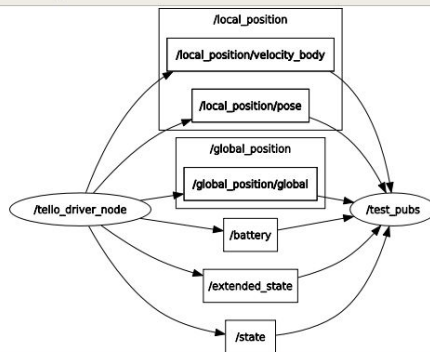 /local_position
/local_position/velocity_body
/local_position/pose
/global_position
/global_position/global
/tello_driver_node
/test_pubs
/battery
/extended_state
/state